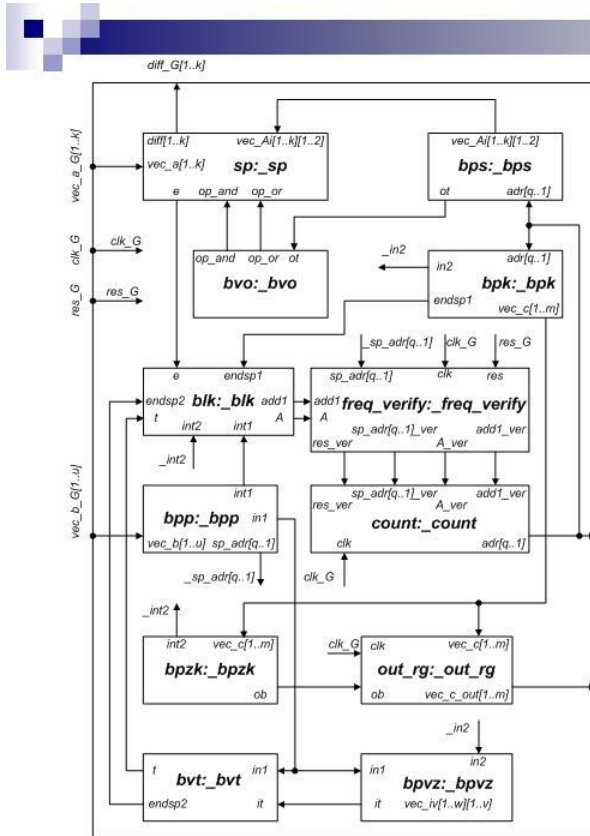 diff_G[1..k]
vec_a_G[1..k]
diff[1..k]
vec_Ai[1..k][1..2]
vec_a[1..k]
sp:_sp
e
op_and
op_or
vec_Ai[1..k][1..2]
bps:_bps
ot
adr[q..1]
clk_G
clk_G
res_G
res_G
op_and
op_or
ot
bvo:_bvo
_in2
adr[q..1]
in2
bpk:_bpk
endsp1
vec_c[1..m]
_sp_adr[q..1]
clk_G
res_G
e
endsp1
endsp2
blk:_blk
add1
t
int2
int1
A
_int2
sp_adr[q..1]
clk
res
add1
freq_verify:_freq_verify
A
sp_adr[q..1]_ver
add1_ver
res_ver
A_ver
vec_b_G[1..u]
int1
bpp:_bpp
in1
vec_b[1..u]
sp_adr[q..1]
_sp_adr[q..1]
res_ver
sp_adr[q..1]_ver
A_ver
add1_ver
count:_count
clk
adr[q..1]
clk_G
_int2
int2
vec_c[1..m]
bpzk:_bpzk
ob
clk_G
clk
vec_c[1..m]
out_rg:_out_rg
ob
vec_c_out[1..m]
_in2
t
in1
bvt:_bvt
endsp2
it
in1
in2
bpvz:_bpvz
it
vec_iv[1..w][1..v]